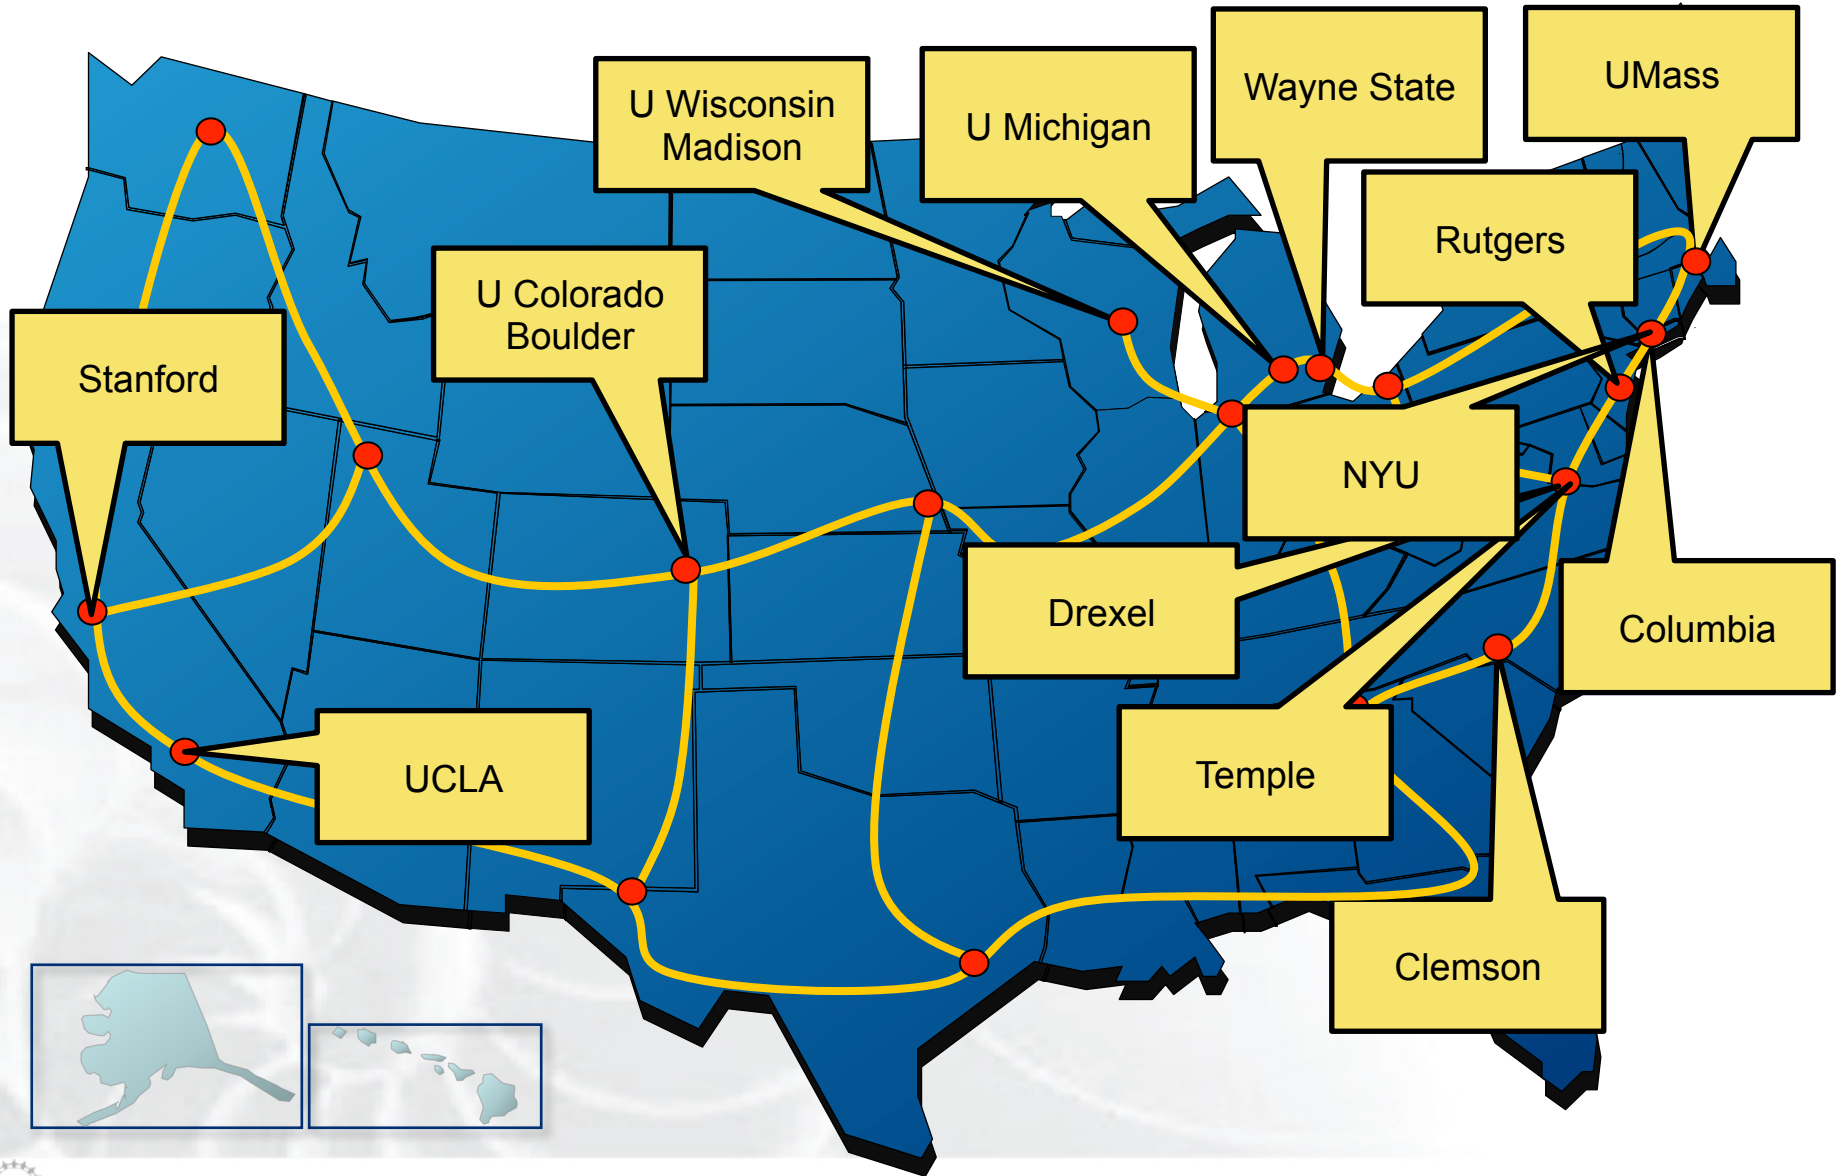 Wayne State
UMass
U Wisconsin
Madison
U Michigan
Rutgers
U Colorado
Boulder
Stanford
NYU
Drexel
Columbia
UCLA
Temple
Clemson